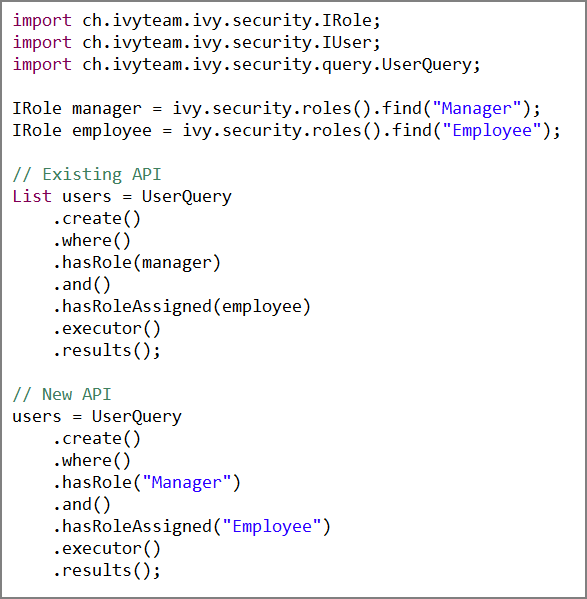 import ch.ivyteam.ivy.security.IRole;
import ch.ivyteam.ivy.security.IUser;
import ch.ivyteam.ivy.security.query.UserQuery;

IRole manager = ivy.security.roles().find("Manager");
IRole employee = ivy.security.roles().find("Employee");

// Existing API
List users = UserQuery
    .create()
    .where()
    .hasRole(manager)
    .and()
    .hasRoleAssigned(employee)
    .executor()
    .results();

// New API
users = UserQuery
    .create()
    .where()
    .hasRole("Manager")
    .and()
    .hasRoleAssigned("Employee")
    .executor()
    .results();